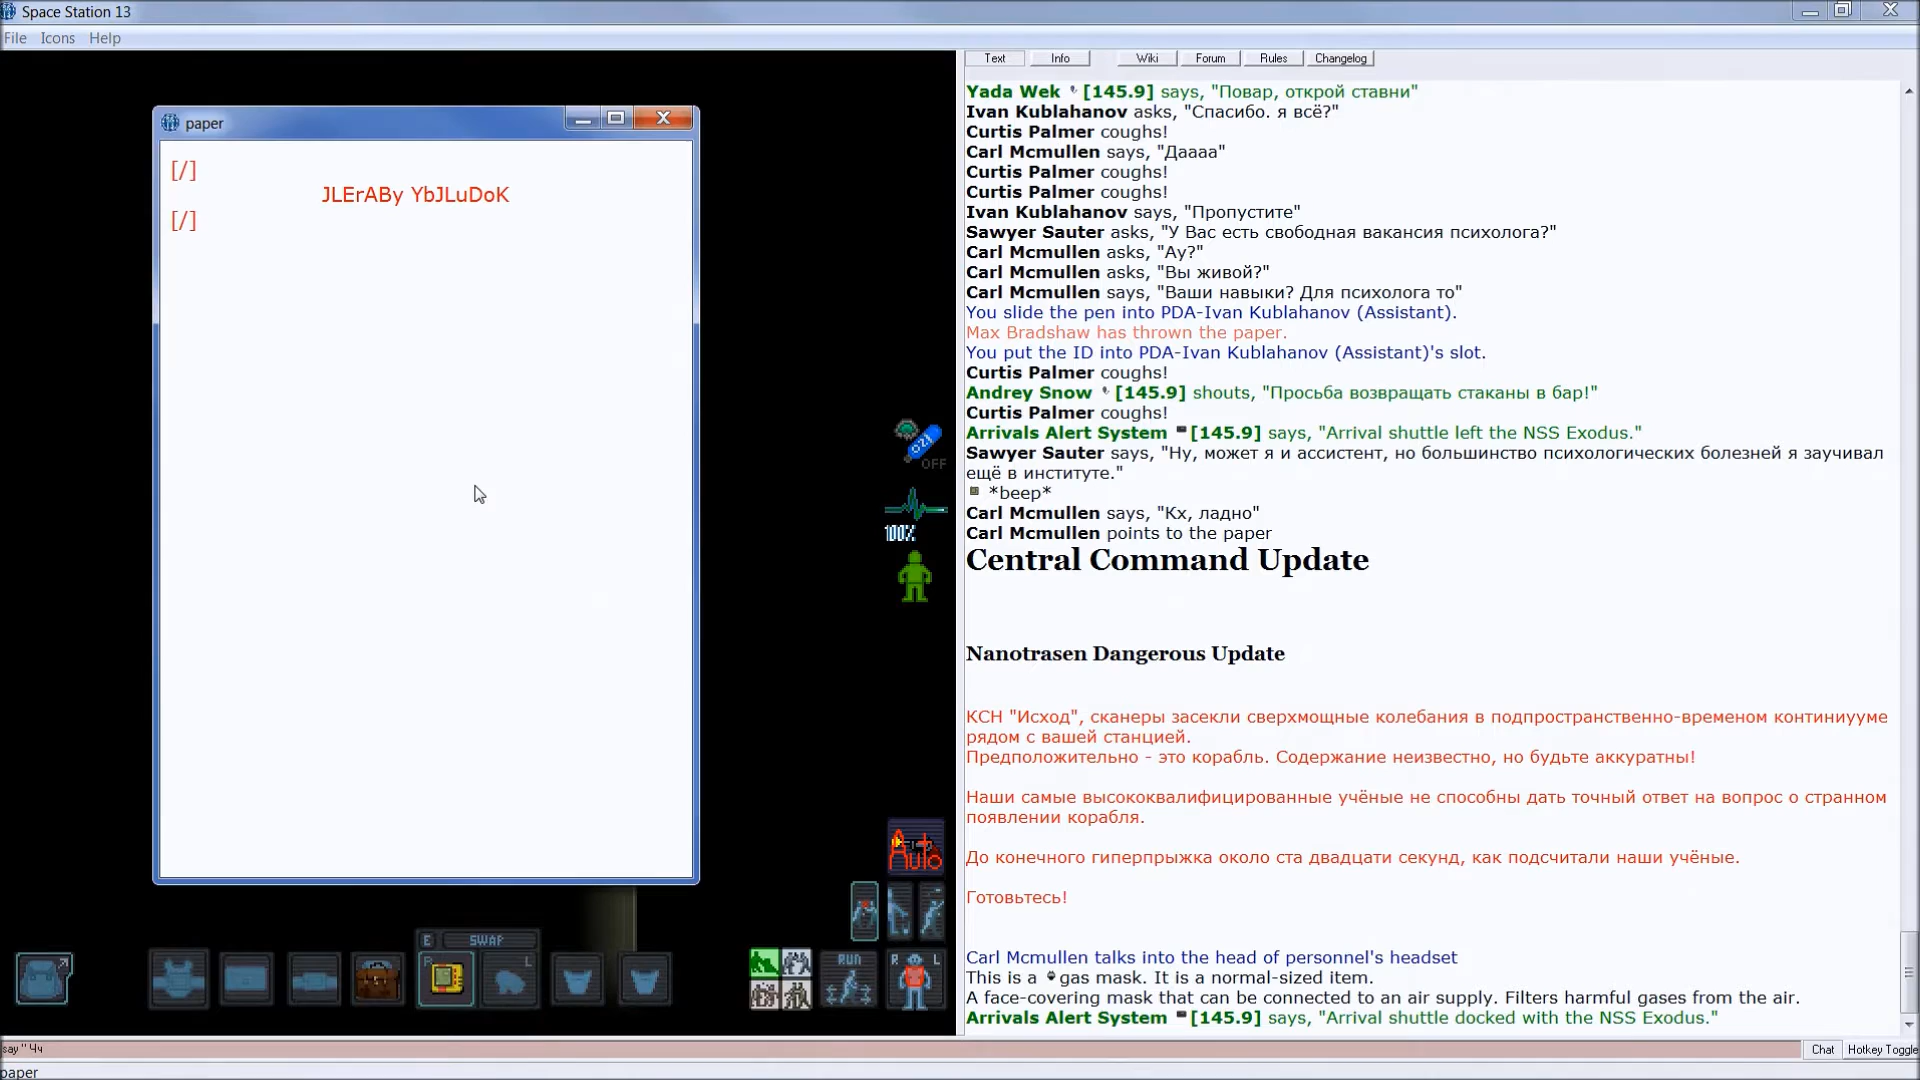 Space Station 13
File Icons Help
Text Info Wiki Forum Rules Changelog
paper
[/]
JLErABy YbJLuDoK
[/]
Yada Wek [145.9] says, "Повар, открой ставни"
Ivan Kublahanov asks, "Спасибо. я всё?"
Curtis Palmer coughs!
Carl Mcmullen says, "Даааа"
Curtis Palmer coughs!
Curtis Palmer coughs!
Ivan Kublahanov says, "Пропустите"
Sawyer Sauter asks, "У Вас есть свободная вакансия психолога?"
Carl Mcmullen asks, "Ау?"
Carl Mcmullen asks, "Вы живой?"
Carl Mcmullen says, "Ваши навыки? Для психолога то"
You slide the pen into PDA-Ivan Kublahanov (Assistant).
Max Bradshaw has thrown the paper.
You put the ID into PDA-Ivan Kublahanov (Assistant)'s slot.
Curtis Palmer coughs!
Andrey Snow [145.9] shouts, "Просьба возвращать стаканы в бар!"
Curtis Palmer coughs!
Arrivals Alert System [145.9] says, "Arrival shuttle left the NSS Exodus."
Sawyer Sauter says, "Ну, может я и ассистент, но большинство психологических болезней я заучивал
ещё в институте."
*beep*
Carl Mcmullen says, "Кх, ладно"
Carl Mcmullen points to the paper
Central Command Update
Nanotrasen Dangerous Update
КСН "Исход", сканеры засекли сверхмощные колебания в подпространственно-временом континиууме
рядом с вашей станцией.
Предположительно - это корабль. Содержание неизвестно, но будьте аккуратны!
Наши самые высококвалифицированные учёные не способны дать точный ответ на вопрос о странном
появлении корабля.
До конечного гиперпрыжка около ста двадцати секунд, как подсчитали наши учёные.
Готовьтесь!
Carl Mcmullen talks into the head of personnel's headset
This is a gas mask. It is a normal-sized item.
A face-covering mask that can be connected to an air supply. Filters harmful gases from the air.
Arrivals Alert System [145.9] says, "Arrival shuttle docked with the NSS Exodus."
OFF
100%
Auto
E SWAP
R L
RUN
R L
say "Чч
Chat Hotkey Toggle
paper